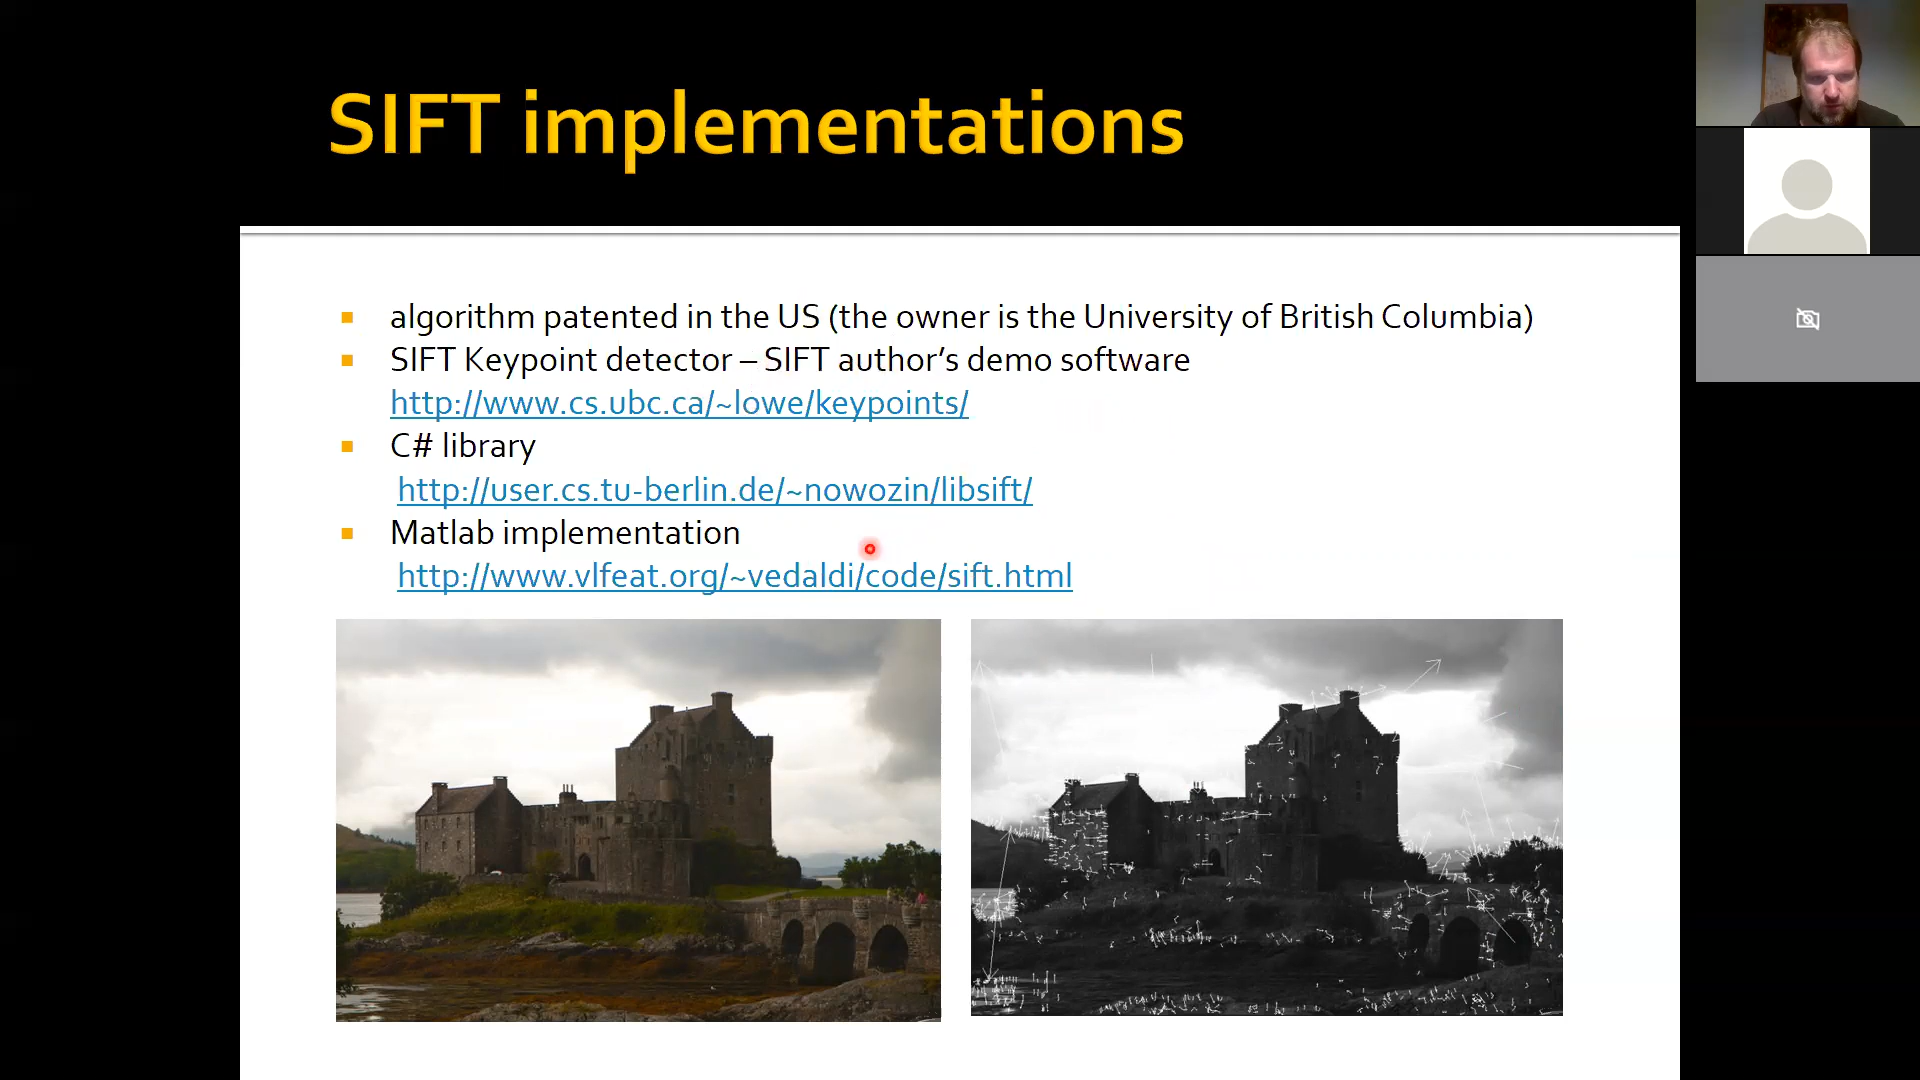 SIFT implementations
algorithm patented in the US (the owner is the University of British Columbia)
SIFT Keypoint detector – SIFT author’s demo software
http://www.cs.ubc.ca/~lowe/keypoints/
C# library
http://user.cs.tu-berlin.de/~nowozin/libsift/
Matlab implementation
http://www.vlfeat.org/~vedaldi/code/sift.html